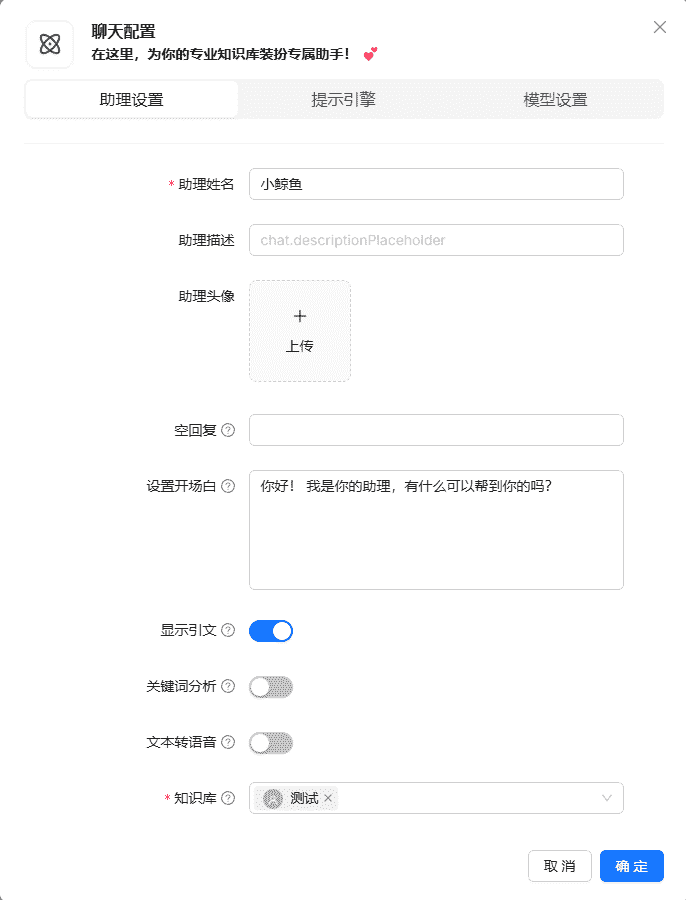 聊天配置
在这里，为你的专业知识库装扮专属助手！ 💕
助理设置 提示引擎 模型设置
* 助理姓名 小鲸鱼
助理描述 chat.descriptionPlaceholder
助理头像
+
上传
空回复
设置开场白 你好！ 我是你的助理，有什么可以帮到你的吗？
显示引文
关键词分析
文本转语音
* 知识库 测试 ×
取 消 确 定